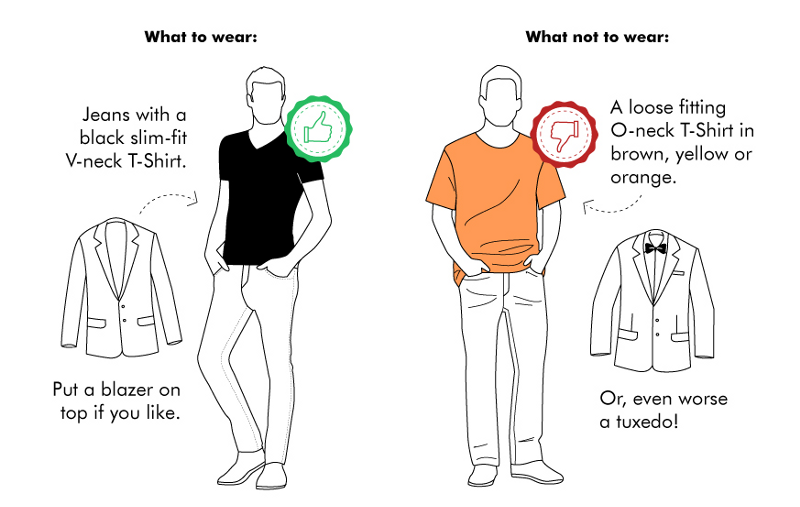 What to wear:
Jeans with a
black slim-fit
V-neck T-Shirt.
Put a blazer on
top if you like.
What not to wear:
A loose fitting
O-neck T-Shirt in
brown, yellow or
orange.
Or, even worse
a tuxedo!